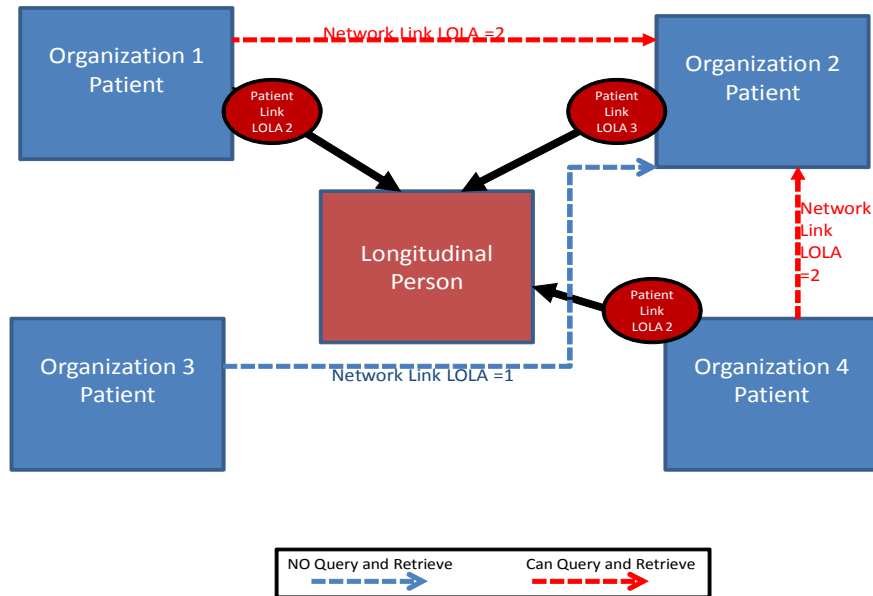 Network Link LOLA =2
Organization 1
Patient
Organization 2
Patient
Patient
Link
LOLA 2
Patient
Link
LOLA 3
Longitudinal
Person
Network
Link
LOLA
=2
Patient
Link
LOLA 2
Organization 3
Patient
Network Link LOLA =1
Organization 4
Patient
NO Query and Retrieve
Can Query and Retrieve